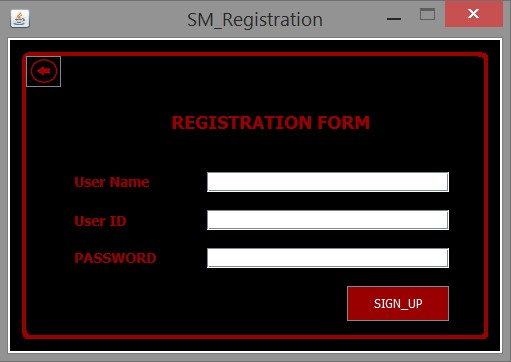 SM_Registration
REGISTRATION FORM
User Name
User ID
PASSWORD
SIGN_UP